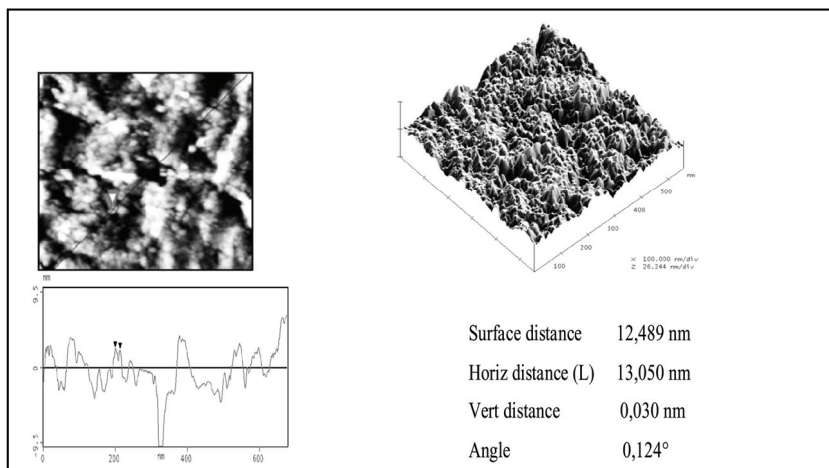 nm
100
200
300
400
500
X 100.000 nm/div
Z 26.244 nm/div
nm
9.5
0
-9.5
0
200
nm
400
600
Surface distance 12,489 nm
Horiz distance (L) 13,050 nm
Vert distance 0,030 nm
Angle 0,124°